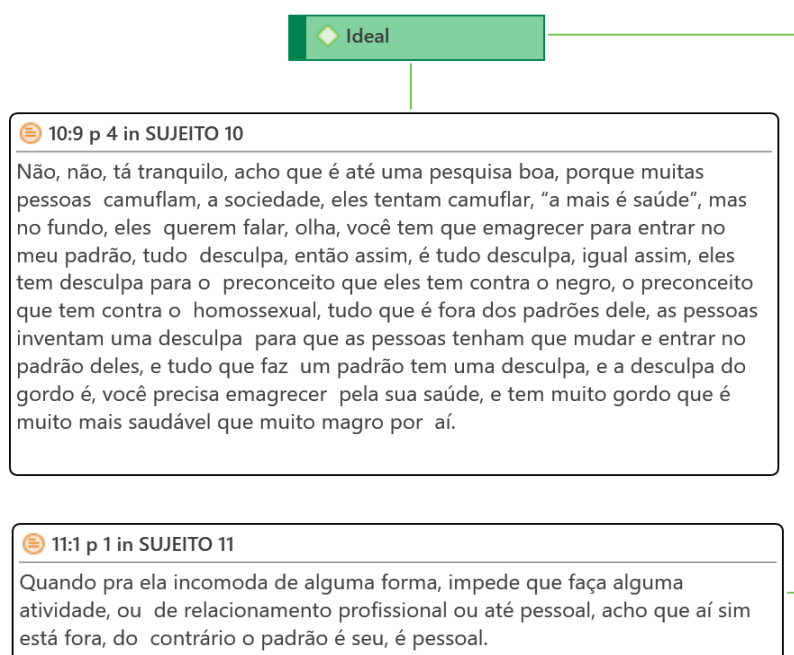 Ideal
10:9 p 4 in SUJEITO 10
Não, não, tá tranquilo, acho que é até uma pesquisa boa, porque muitas
pessoas camuflam, a sociedade, eles tentam camuflar, “a mais é saúde”, mas
no fundo, eles querem falar, olha, você tem que emagrecer para entrar no
meu padrão, tudo desculpa, então assim, é tudo desculpa, igual assim, eles
tem desculpa para o preconceito que eles tem contra o negro, o preconceito
que tem contra o homossexual, tudo que é fora dos padrões dele, as pessoas
inventam uma desculpa para que as pessoas tenham que mudar e entrar no
padrão deles, e tudo que faz um padrão tem uma desculpa, e a desculpa do
gordo é, você precisa emagrecer pela sua saúde, e tem muito gordo que é
muito mais saudável que muito magro por aí.
11:1 p 1 in SUJEITO 11
Quando pra ela incomoda de alguma forma, impede que faça alguma
atividade, ou de relacionamento profissional ou até pessoal, acho que aí sim
está fora, do contrário o padrão é seu, é pessoal.